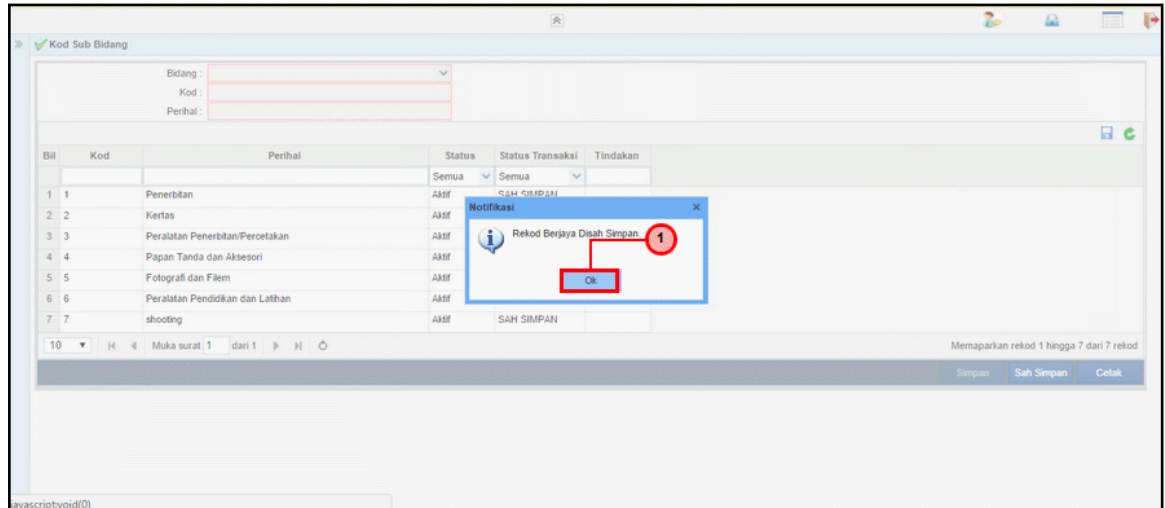 Kod Sub Bidang
Bidang :
Kod :
Perihal :
Bil Kod Perihal Status Status Transaksi Tindakan
Semua Semua
1 1 Penerbitan Aktif SAH SIMPAN
2 2 Kertas Aktif
3 3 Peralatan Penerbitan/Percetakan Aktif
4 4 Papan Tanda dan Aksesori Aktif
5 5 Fotografi dan Filem Aktif
6 6 Peralatan Pendidikan dan Latihan Aktif
7 7 shooting Aktif SAH SIMPAN
Notifikasi
Rekod Berjaya Disah Simpan.
1
Ok
10 Muka surat 1 dari 1 Memaparkan rekod 1 hingga 7 dari 7 rekod
Simpan Sah Simpan Cetak
javascript:void(0)